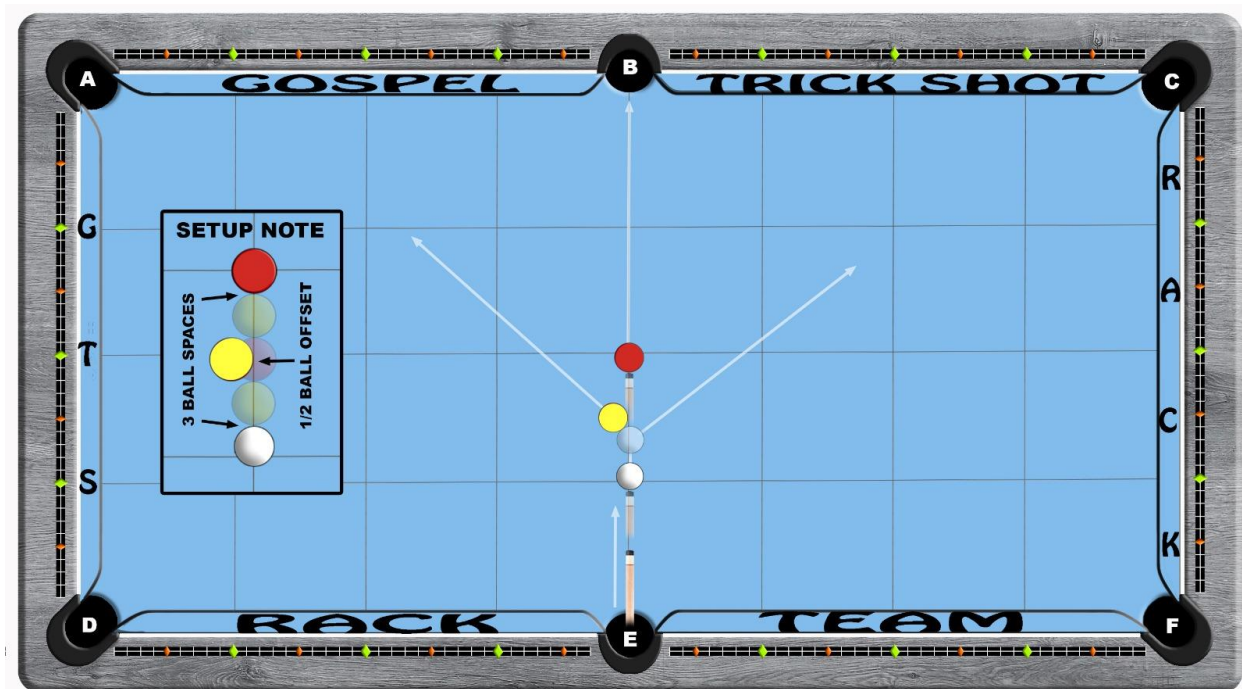 A
B
C
GOSPEL
TRICK SHOT
G
T
S
SETUP NOTE
3 BALL SPACES
1/2 BALL OFFSET
R
A
C
K
D
RACK
E
TEAM
F